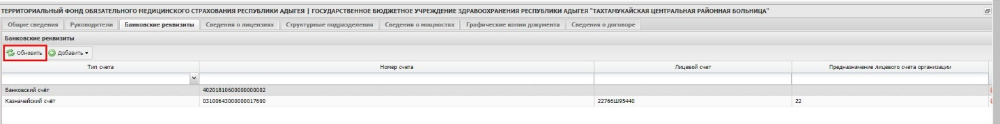 ТЕРРИТОРИАЛЬНЫЙ ФОНД ОБЯЗАТЕЛЬНОГО МЕДИЦИНСКОГО СТРАХОВАНИЯ РЕСПУБЛИКИ АДЫГЕЯ | ГОСУДАРСТВЕННОЕ БЮДЖЕТНОЕ УЧРЕЖДЕНИЕ ЗДРАВООХРАНЕНИЯ РЕСПУБЛИКИ АДЫГЕЯ "ТАХТАМУКАЙСКАЯ ЦЕНТРАЛЬНАЯ РАЙОННАЯ БОЛЬНИЦА"
Общие сведения Руководители Банковские реквизиты Сведения о лицензиях Структурные подразделения Сведения о мощностях Графические копии документа Сведения о договоре
Банковские реквизиты
Обновить Добавить
Тип счета Номер счета Лицевой счет Предназначение лицевого счета организации
Банковский счёт 40201810600000000002
Казначейский счёт 03100643000000017600 22766Ш95440 22